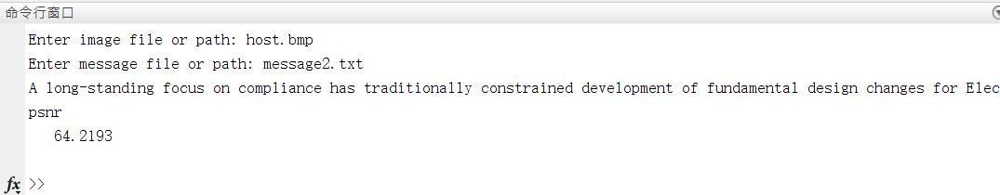 命令行窗口
Enter image file or path: host.bmp
Enter message file or path: message2.txt
A long-standing focus on compliance has traditionally constrained development of fundamental design changes for Elec
psnr
64.2193
fx >>